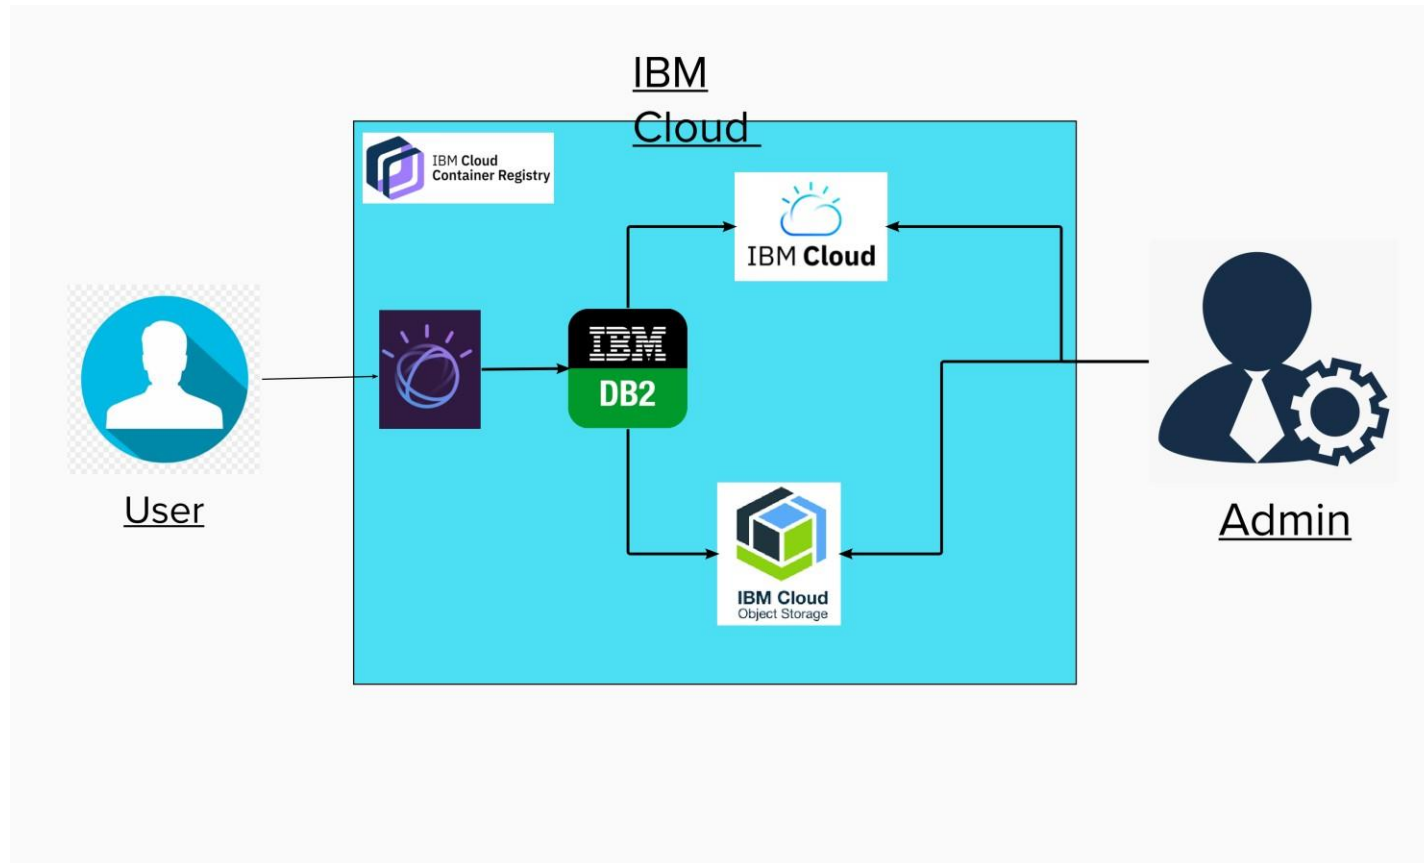 IBM
Cloud
IBM Cloud
Container Registry
IBM Cloud
IBM
DB2
User
Admin
IBM Cloud
Object Storage